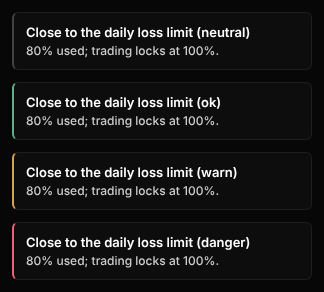 Close to the daily loss limit (neutral)
80% used; trading locks at 100%.
Close to the daily loss limit (ok)
80% used; trading locks at 100%.
Close to the daily loss limit (warn)
80% used; trading locks at 100%.
Close to the daily loss limit (danger)
80% used; trading locks at 100%.